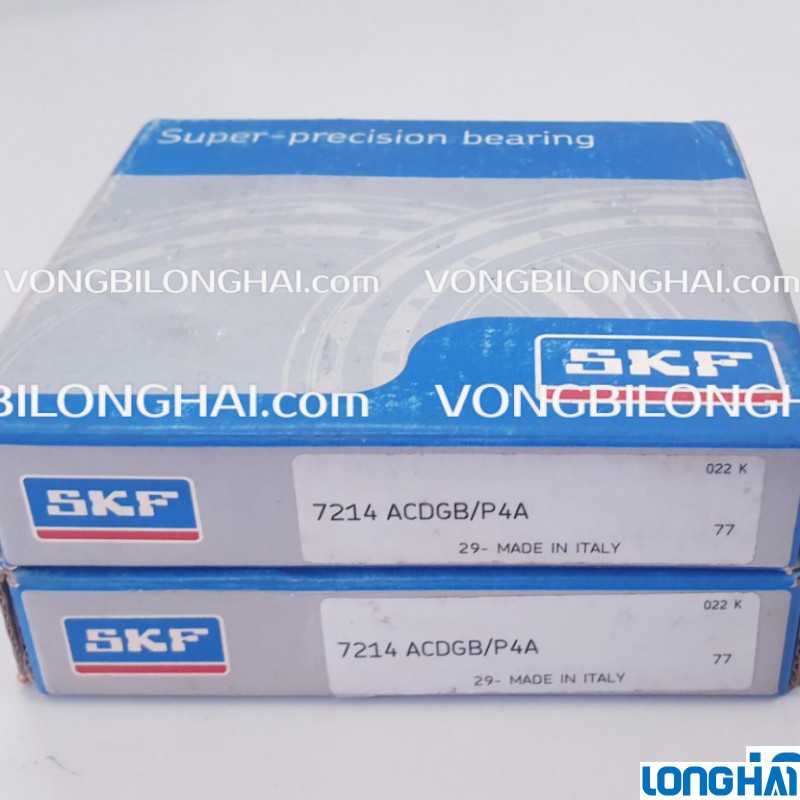 Super-precision bearing
VONGBILONGHAI.com VONGBILONGHAI.com
SKF
BILONGHAI.com VONGBILONGHAI.
SKF
022 K
7214 ACDGB/P4A
77
29- MADE IN ITALY
SKF
022 K
7214 ACDGB/P4A
77
29- MADE IN ITALY
LONGHAI